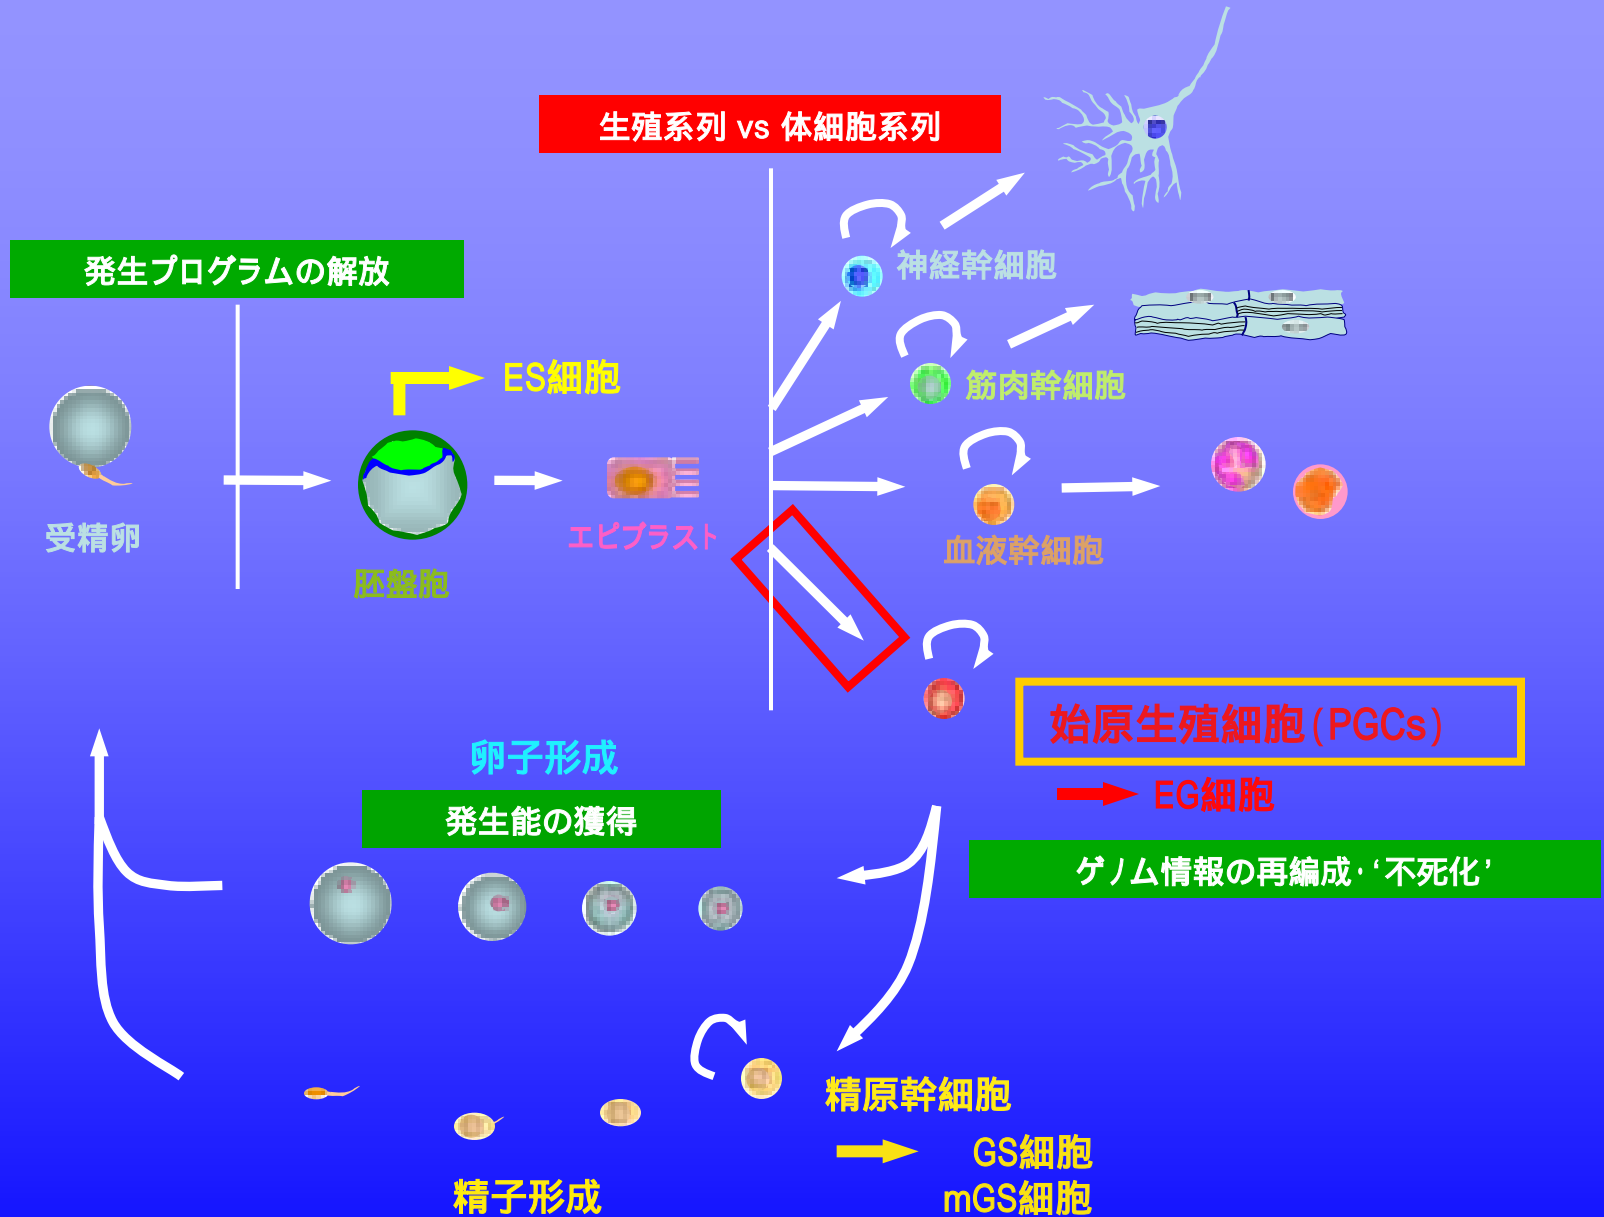 生殖系列 vs 体細胞系列
発生プログラムの解放
神経幹細胞
ES細胞
筋肉幹細胞
受精卵
エピブラスト
血液幹細胞
胚盤胞
始原生殖細胞(PGCs)
EG細胞
卵子形成
発生能の獲得
ゲノム情報の再編成・‘不死化’
精原幹細胞
GS細胞
mGS細胞
精子形成